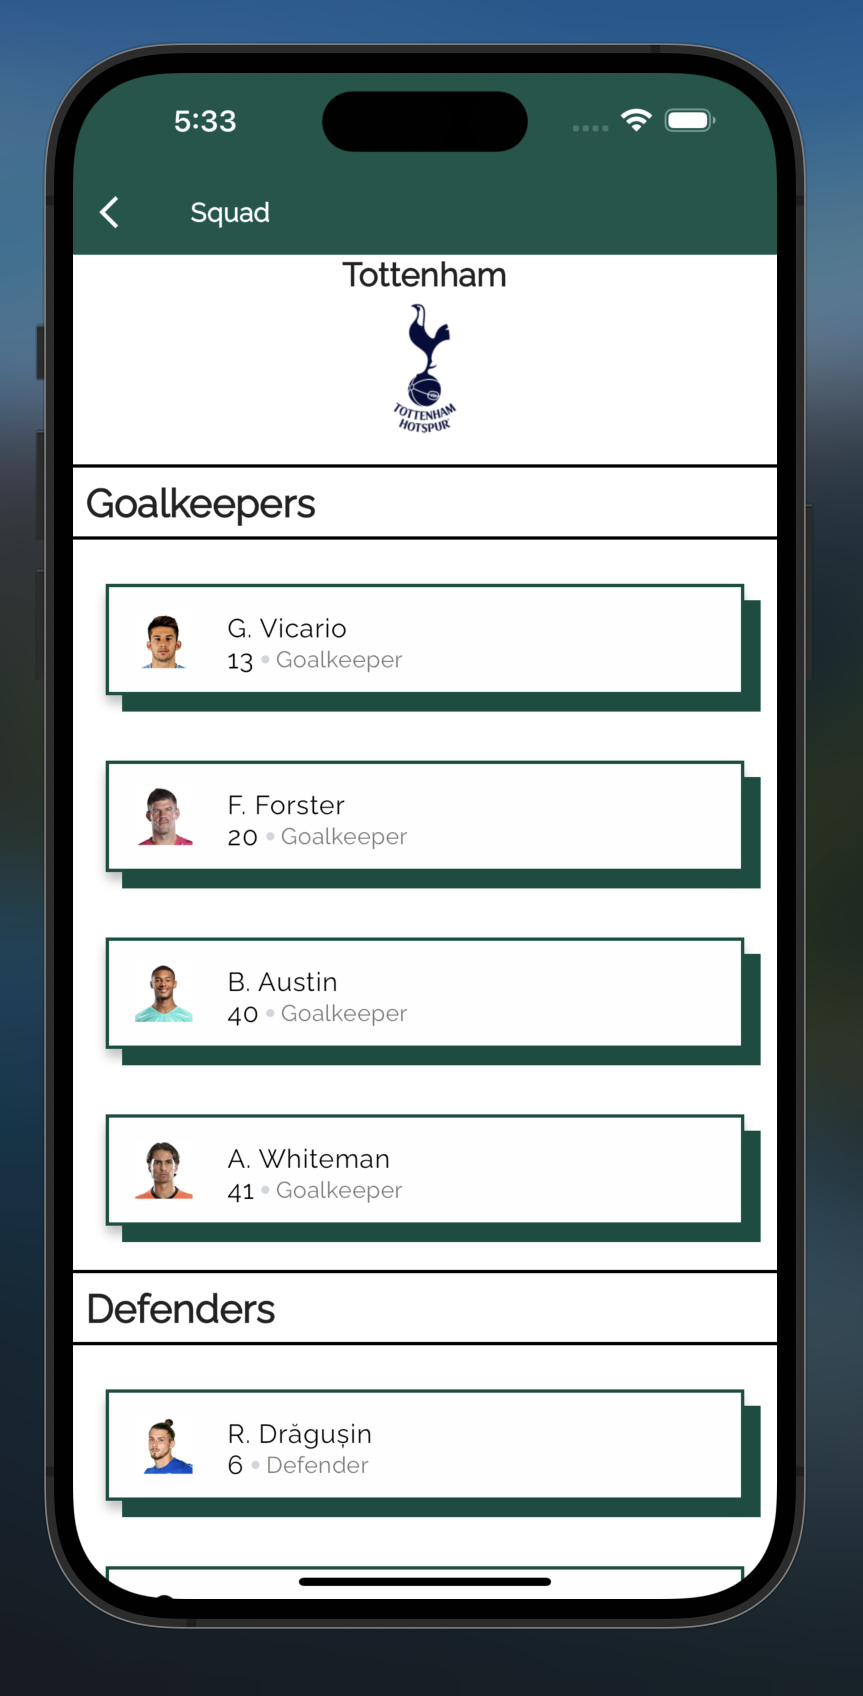 5:33
Squad
Tottenham
TOTTENHAM
HOTSPUR
Goalkeepers
G. Vicario
13 • Goalkeeper
F. Forster
20 • Goalkeeper
B. Austin
40 • Goalkeeper
A. Whiteman
41 • Goalkeeper
Defenders
R. Drăgușin
6 • Defender